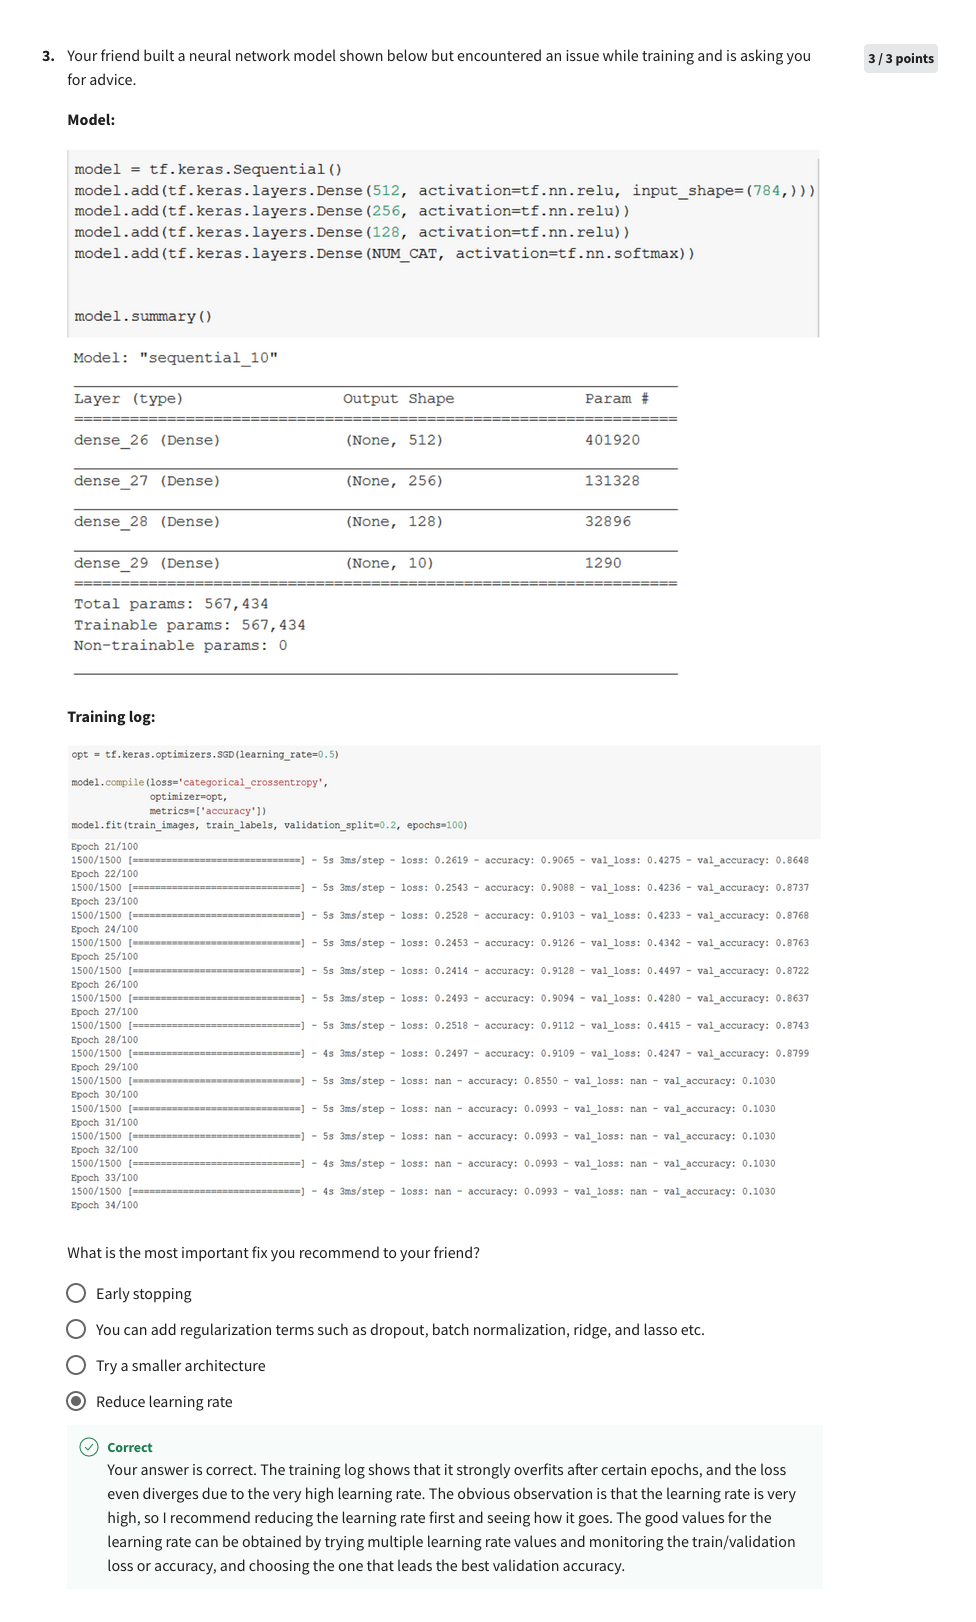 3. Your friend built a neural network model shown below but encountered an issue while training and is asking you
for advice.
3 / 3 points
Model:
model = tf.keras.Sequential()
model.add(tf.keras.layers.Dense(512, activation=tf.nn.relu, input_shape=(784,)))
model.add(tf.keras.layers.Dense(256, activation=tf.nn.relu))
model.add(tf.keras.layers.Dense(128, activation=tf.nn.relu))
model.add(tf.keras.layers.Dense(NUM_CAT, activation=tf.nn.softmax))
model.summary()
Model: "sequential_10"
Layer (type) Output Shape Param #
=================================================================
dense_26 (Dense) (None, 512) 401920
dense_27 (Dense) (None, 256) 131328
dense_28 (Dense) (None, 128) 32896
dense_29 (Dense) (None, 10) 1290
=================================================================
Total params: 567,434
Trainable params: 567,434
Non-trainable params: 0
Training log:
opt = tf.keras.optimizers.SGD(learning_rate=0.5)
model.compile(loss='categorical_crossentropy',
optimizer=opt,
metrics=['accuracy'])
model.fit(train_images, train_labels, validation_split=0.2, epochs=100)
Epoch 21/100
1500/1500 [==============================] - 5s 3ms/step - loss: 0.2619 - accuracy: 0.9065 - val_loss: 0.4275 - val_accuracy: 0.8648
Epoch 22/100
1500/1500 [==============================] - 5s 3ms/step - loss: 0.2543 - accuracy: 0.9088 - val_loss: 0.4236 - val_accuracy: 0.8737
Epoch 23/100
1500/1500 [==============================] - 5s 3ms/step - loss: 0.2528 - accuracy: 0.9103 - val_loss: 0.4233 - val_accuracy: 0.8768
Epoch 24/100
1500/1500 [==============================] - 5s 3ms/step - loss: 0.2453 - accuracy: 0.9126 - val_loss: 0.4342 - val_accuracy: 0.8763
Epoch 25/100
1500/1500 [==============================] - 5s 3ms/step - loss: 0.2414 - accuracy: 0.9128 - val_loss: 0.4497 - val_accuracy: 0.8722
Epoch 26/100
1500/1500 [==============================] - 5s 3ms/step - loss: 0.2493 - accuracy: 0.9094 - val_loss: 0.4280 - val_accuracy: 0.8637
Epoch 27/100
1500/1500 [==============================] - 5s 3ms/step - loss: 0.2518 - accuracy: 0.9112 - val_loss: 0.4415 - val_accuracy: 0.8743
Epoch 28/100
1500/1500 [==============================] - 4s 3ms/step - loss: 0.2497 - accuracy: 0.9109 - val_loss: 0.4247 - val_accuracy: 0.8799
Epoch 29/100
1500/1500 [==============================] - 5s 3ms/step - loss: nan - accuracy: 0.8550 - val_loss: nan - val_accuracy: 0.1030
Epoch 30/100
1500/1500 [==============================] - 5s 3ms/step - loss: nan - accuracy: 0.0993 - val_loss: nan - val_accuracy: 0.1030
Epoch 31/100
1500/1500 [==============================] - 5s 3ms/step - loss: nan - accuracy: 0.0993 - val_loss: nan - val_accuracy: 0.1030
Epoch 32/100
1500/1500 [==============================] - 4s 3ms/step - loss: nan - accuracy: 0.0993 - val_loss: nan - val_accuracy: 0.1030
Epoch 33/100
1500/1500 [==============================] - 4s 3ms/step - loss: nan - accuracy: 0.0993 - val_loss: nan - val_accuracy: 0.1030
Epoch 34/100
What is the most important fix you recommend to your friend?
Early stopping
You can add regularization terms such as dropout, batch normalization, ridge, and lasso etc.
Try a smaller architecture
Reduce learning rate
Correct
Your answer is correct. The training log shows that it strongly overfits after certain epochs, and the loss
even diverges due to the very high learning rate. The obvious observation is that the learning rate is very
high, so I recommend reducing the learning rate first and seeing how it goes. The good values for the
learning rate can be obtained by trying multiple learning rate values and monitoring the train/validation
loss or accuracy, and choosing the one that leads the best validation accuracy.